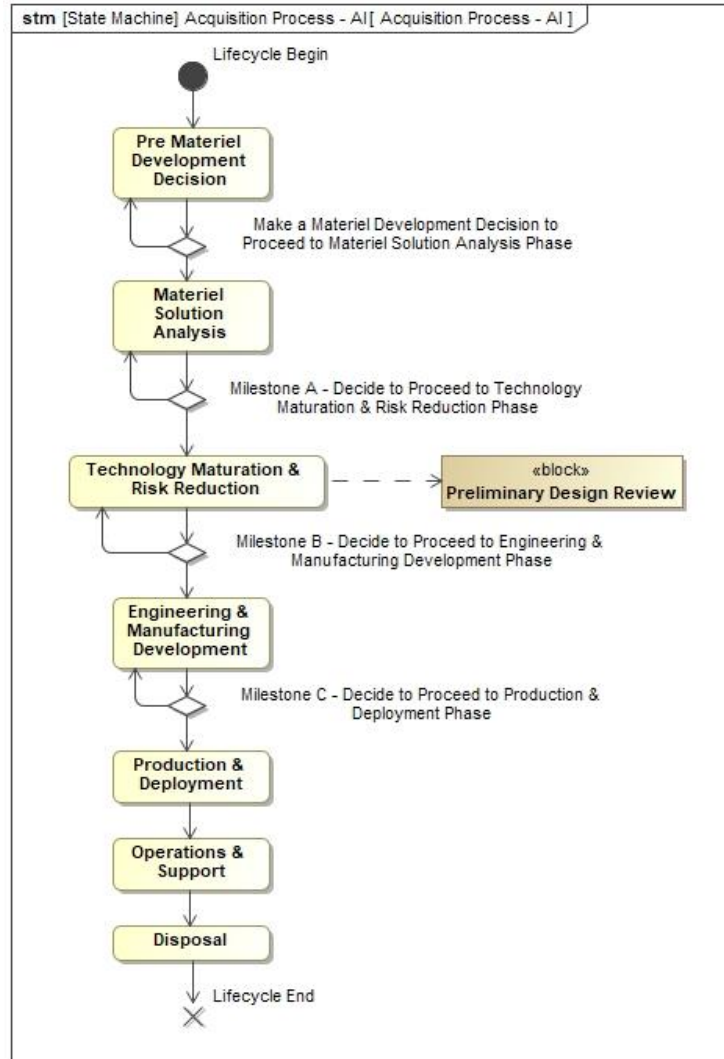 stm [State Machine] Acquisition Process - AI[ Acquisition Process - AI ]
Lifecycle Begin
Pre Materiel
Development
Decision
Make a Materiel Development Decision to
Proceed to Materiel Solution Analysis Phase
Materiel
Solution
Analysis
Milestone A - Decide to Proceed to Technology
Maturation & Risk Reduction Phase
Technology Maturation &
Risk Reduction
«block»
Preliminary Design Review
Milestone B - Decide to Proceed to Engineering &
Manufacturing Development Phase
Engineering &
Manufacturing
Development
Milestone C - Decide to Proceed to Production &
Deployment Phase
Production &
Deployment
Operations &
Support
Disposal
Lifecycle End